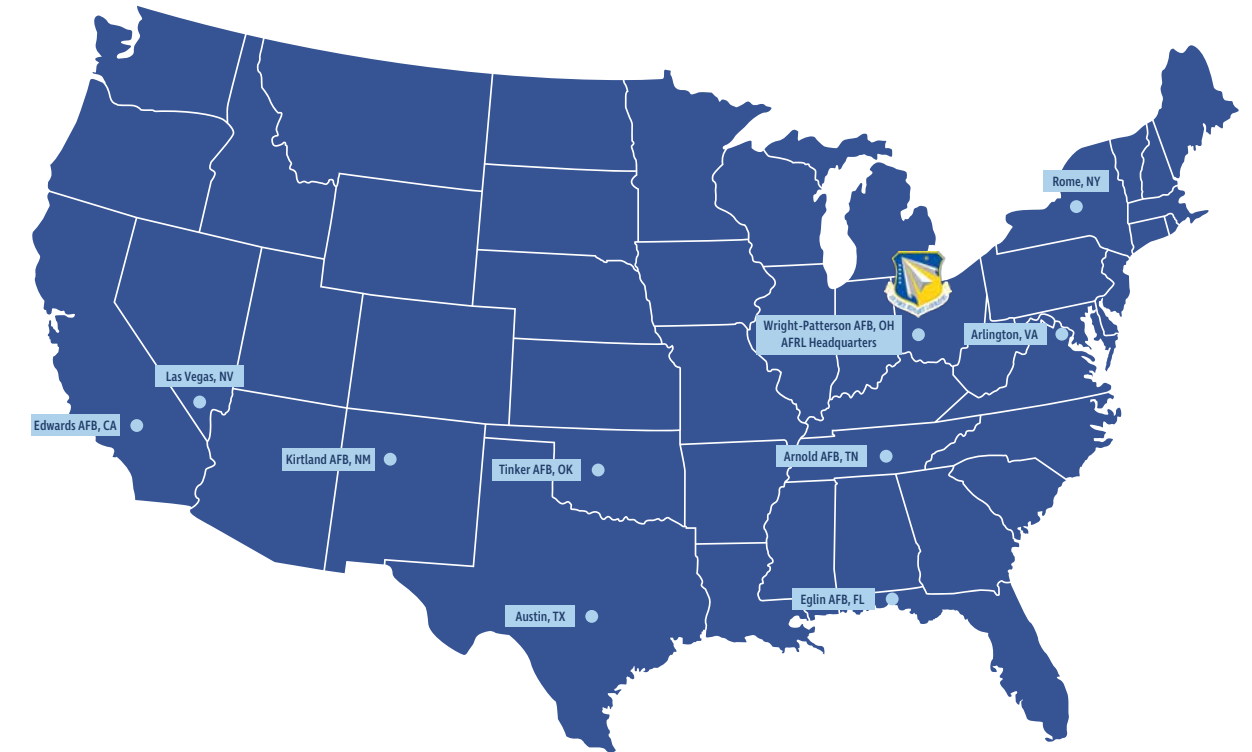 Rome, NY
Wright-Patterson AFB, OH
AFRL Headquarters
Arlington, VA
Las Vegas, NV
Edwards AFB, CA
Kirtland AFB, NM
Tinker AFB, OK
Arnold AFB, TN
Eglin AFB, FL
Austin, TX